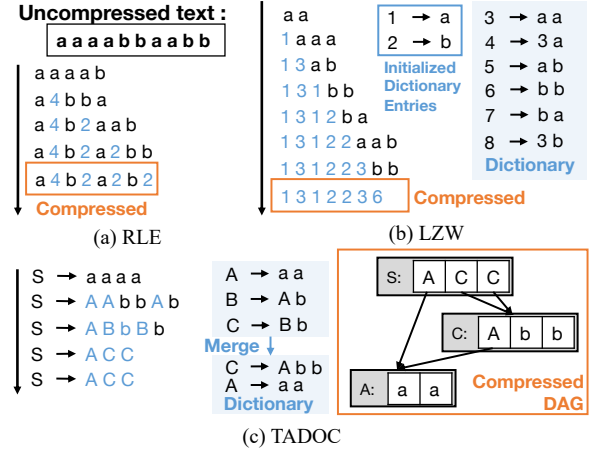 Uncompressed text :
a a a a b b a a b b
a a a a b
a 4 b b a
a 4 b 2 a a b
a 4 b 2 a 2 b b
a 4 b 2 a 2 b 2
Compressed
(a) RLE
a a
1 a a a
1 3 a b
1 3 1 b b
1 3 1 2 b a
1 3 1 2 2 a a b
1 3 1 2 2 3 b b
1 3 1 2 2 3 6
Compressed
1 → a
2 → b
Initialized
Dictionary
Entries
3 → a a
4 → 3 a
5 → a b
6 → b b
7 → b a
8 → 3 b
Dictionary
(b) LZW
S → a a a a
S → A A b b A b
S → A B b B b
S → A C C
S → A C C
A → a a
B → A b
C → B b
Merge
C → A b b
A → a a
Dictionary
S: A C C
C: A b b
A: a a
Compressed
DAG
(c) TADOC